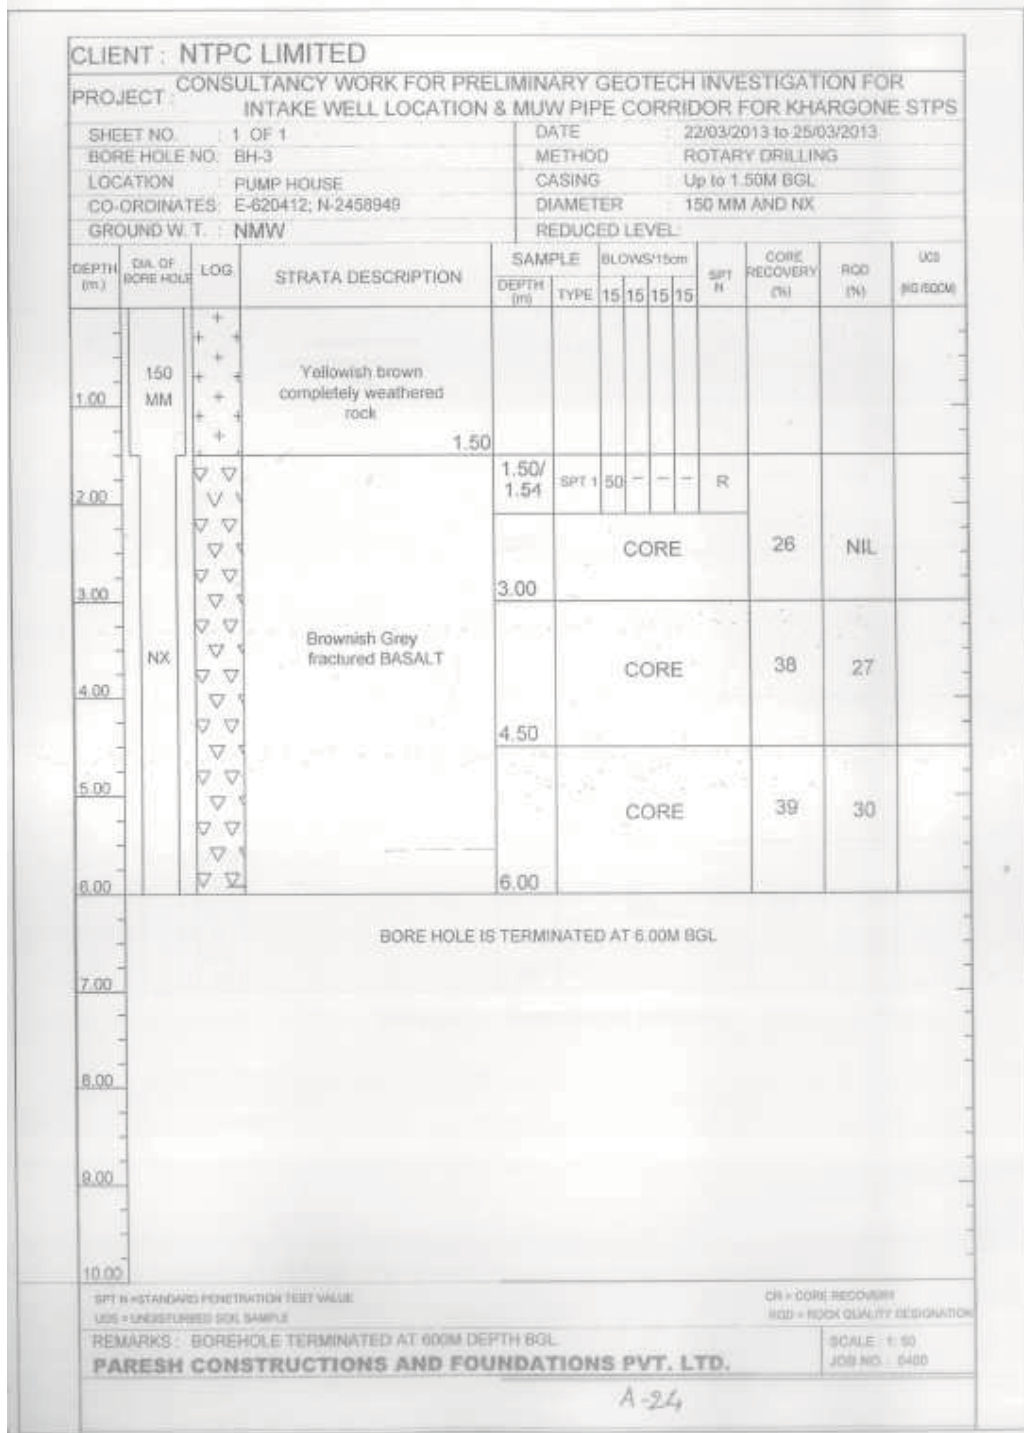 CLIENT : NTPC LIMITED
PROJECT : CONSULTANCY WORK FOR PRELIMINARY GEOTECH INVESTIGATION FOR
INTAKE WELL LOCATION & MUW PIPE CORRIDOR FOR KHARGONE STPS
SHEET NO. : 1 OF 1 DATE : 22/03/2013 to 25/03/2013
BORE HOLE NO. BH-3 METHOD ROTARY DRILLING
LOCATION : PUMP HOUSE CASING : Up to 1.50M BGL
CO-ORDINATES E-620412; N-2458949 DIAMETER : 150 MM AND NX
GROUND W. T. : NMW REDUCED LEVEL:
DEPTH (m.) DIA. OF BORE HOLE LOG STRATA DESCRIPTION SAMPLE BLOWS/15cm SPT N CORE RECOVERY (%) RQD (%) UCS (KG/SQCM)
DEPTH (m) TYPE 15 15 15 15
150 MM
Yellowish brown
completely weathered
rock
1.00
1.50
1.50/ 1.54 SPT 1 50 - - - R
2.00
CORE 26 NIL
3.00 3.00
NX
Brownish Grey
fractured BASALT
CORE 38 27
4.00
4.50
5.00
CORE 39 30
6.00 6.00
BORE HOLE IS TERMINATED AT 6.00M BGL
7.00
8.00
9.00
10.00
SPT N =STANDARD PENETRATION TEST VALUE CR = CORE RECOVERY
UDS = UNDISTURBED SOIL SAMPLE RQD = ROCK QUALITY DESIGNATION
REMARKS : BOREHOLE TERMINATED AT 600M DEPTH BGL SCALE : 1: 50
PARESH CONSTRUCTIONS AND FOUNDATIONS PVT. LTD. JOB NO. :
A-24